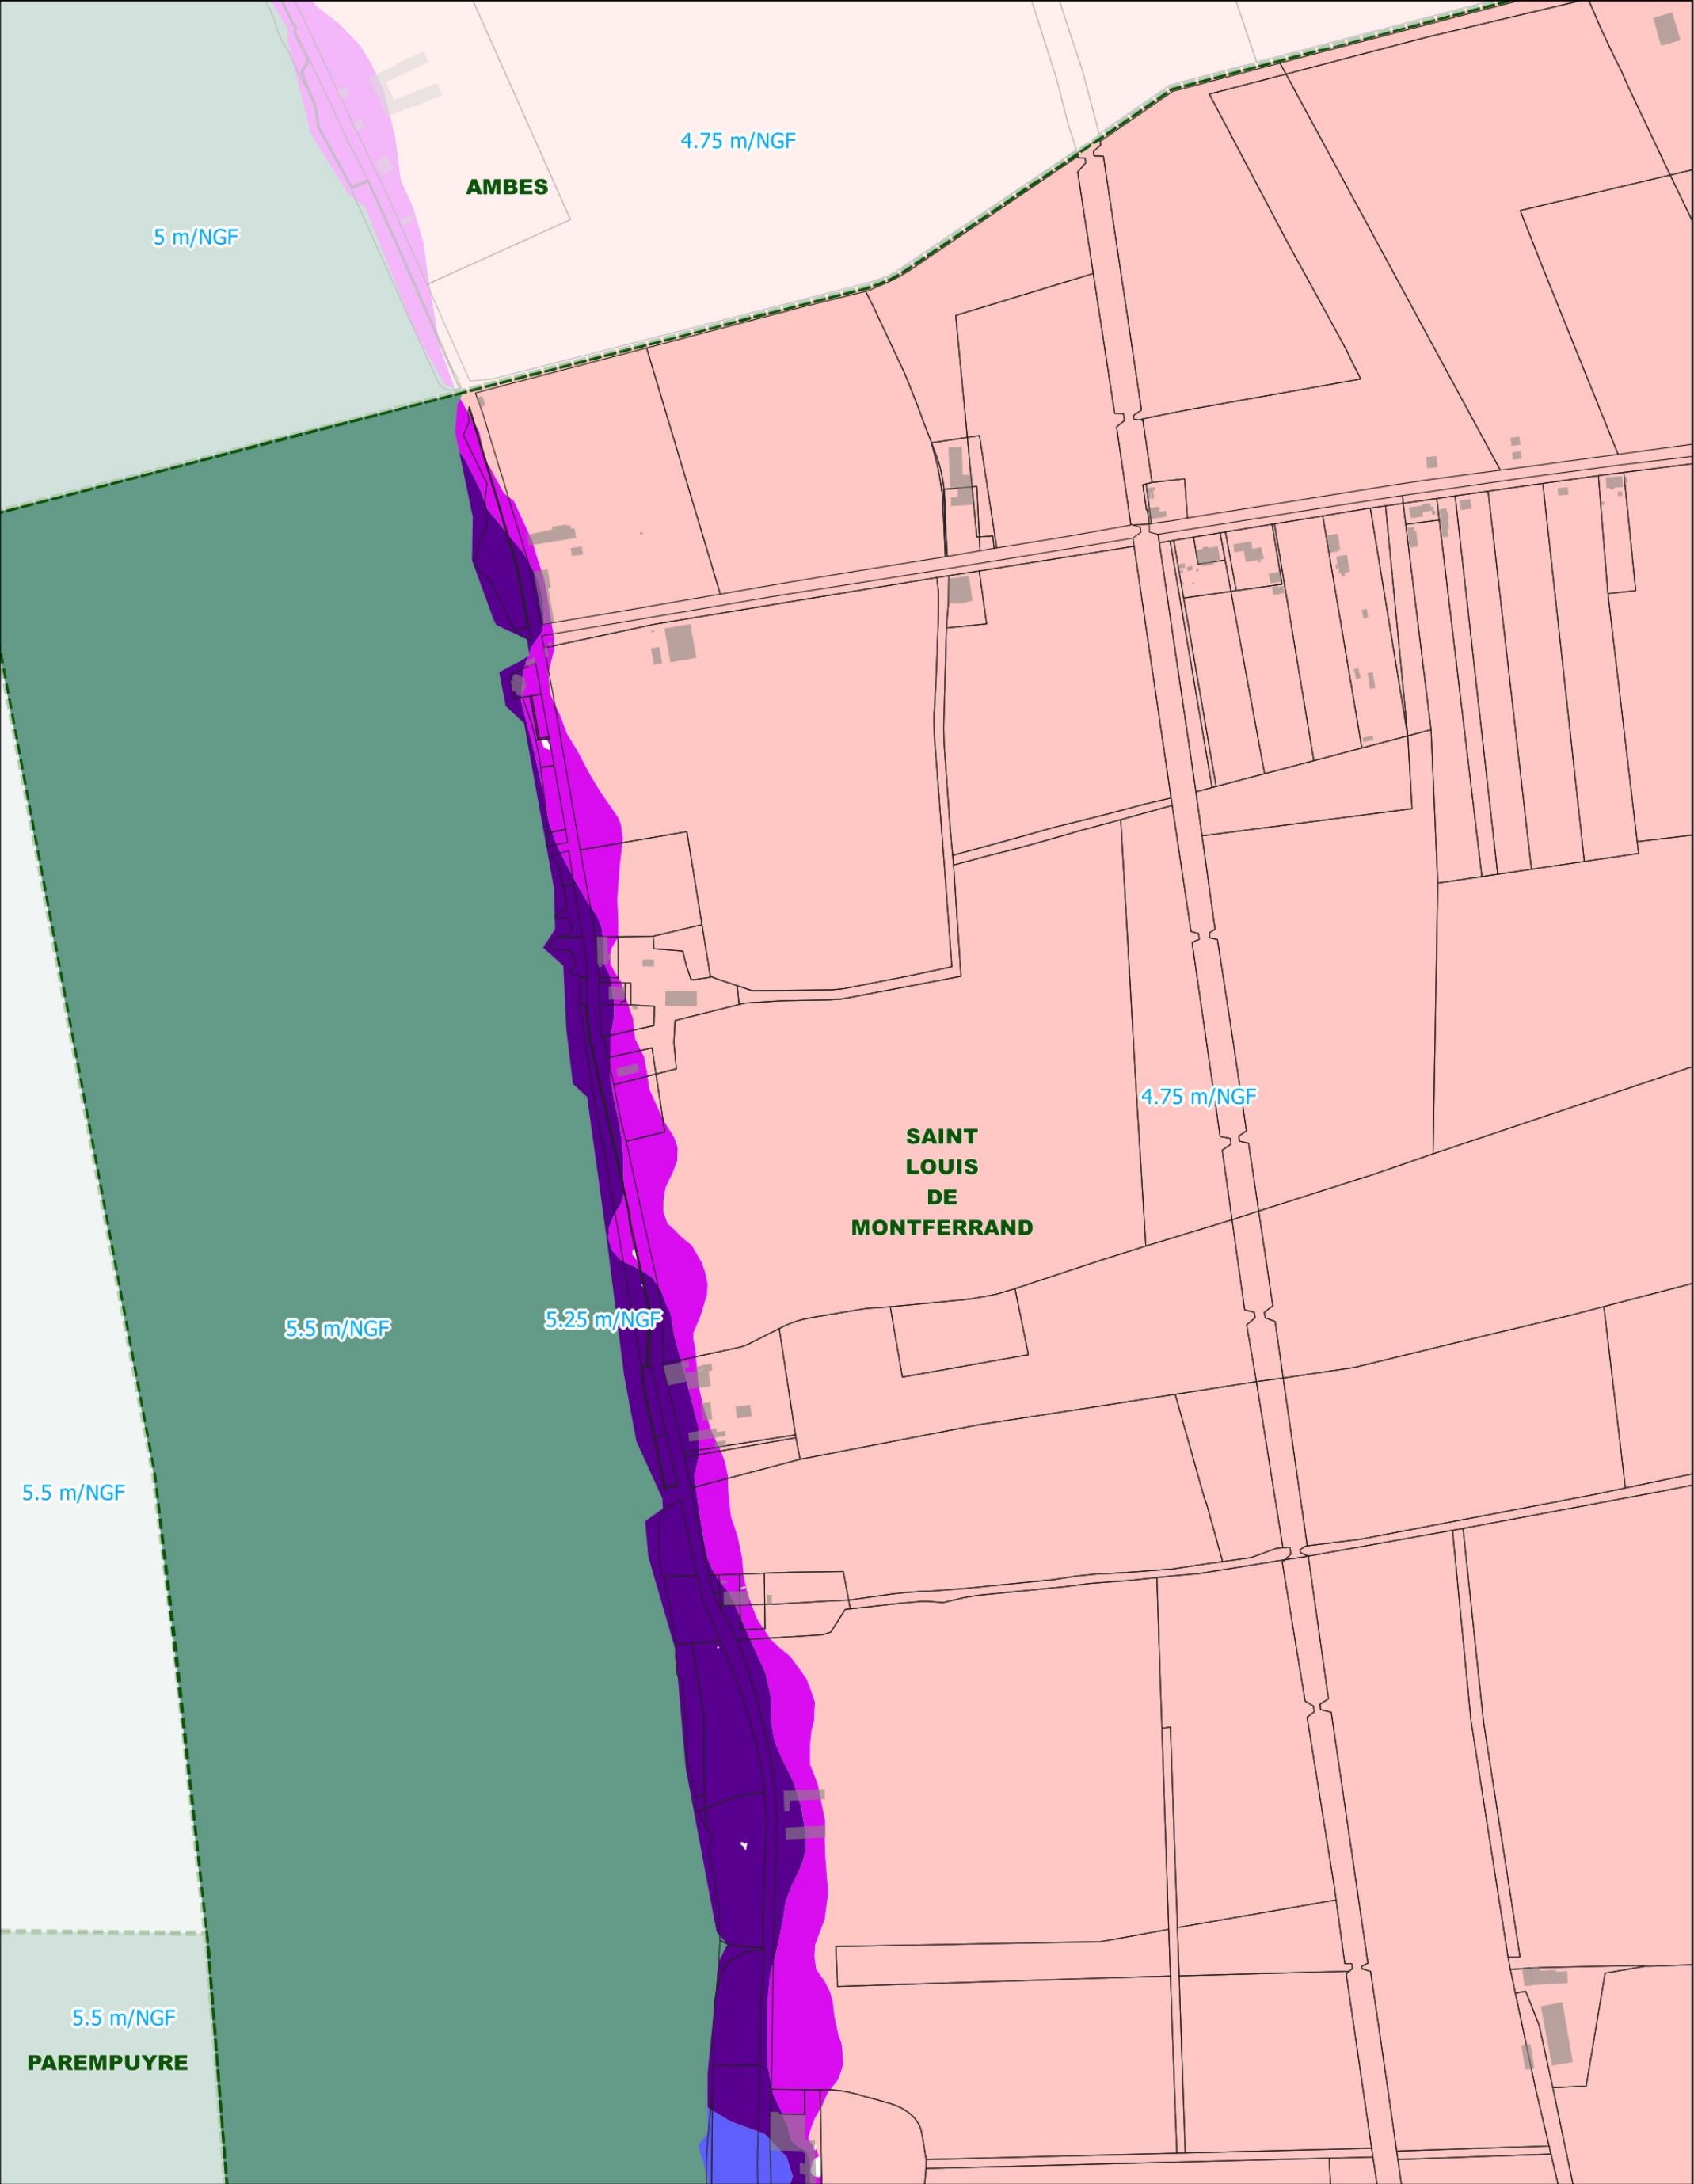 4.75 m/NGF
AMBES
5 m/NGF
4.75 m/NGF
SAINT
LOUIS
DE
MONTFERRAND
5.25 m/NGF
5.5 m/NGF
5.5 m/NGF
5.5 m/NGF
PAREMPUYRE